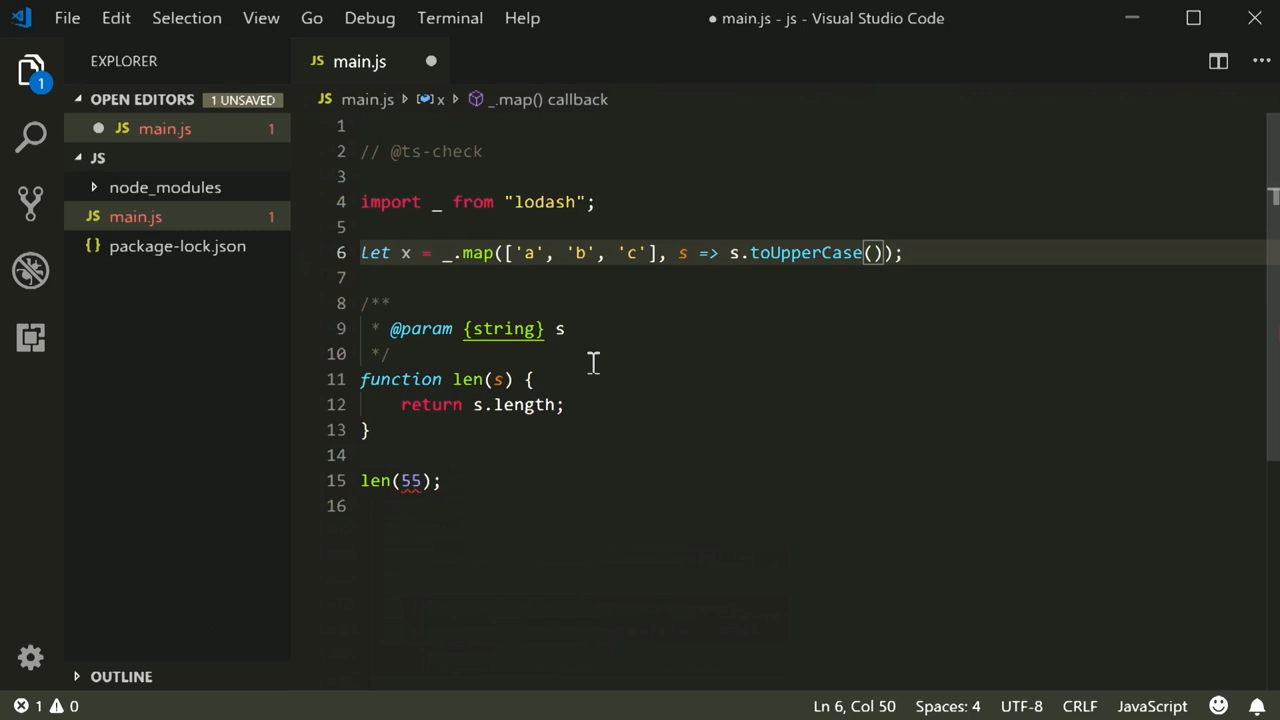 File Edit Selection View Go Debug Terminal Help ● main.js - js - Visual Studio Code
EXPLORER
OPEN EDITORS 1 UNSAVED
JS main.js 1
JS
node_modules
JS main.js 1
{} package-lock.json
OUTLINE
1
JS main.js ●
JS main.js x _.map() callback
1
2 // @ts-check
3
4 import _ from "lodash";
5
6 let x = _.map(['a', 'b', 'c'], s => s.toUpperCase());
7
8 /**
9 * @param {string} s
10 */
11 function len(s) {
12 return s.length;
13 }
14
15 len(55);
16
1 0 Ln 6, Col 50 Spaces: 4 UTF-8 CRLF JavaScript